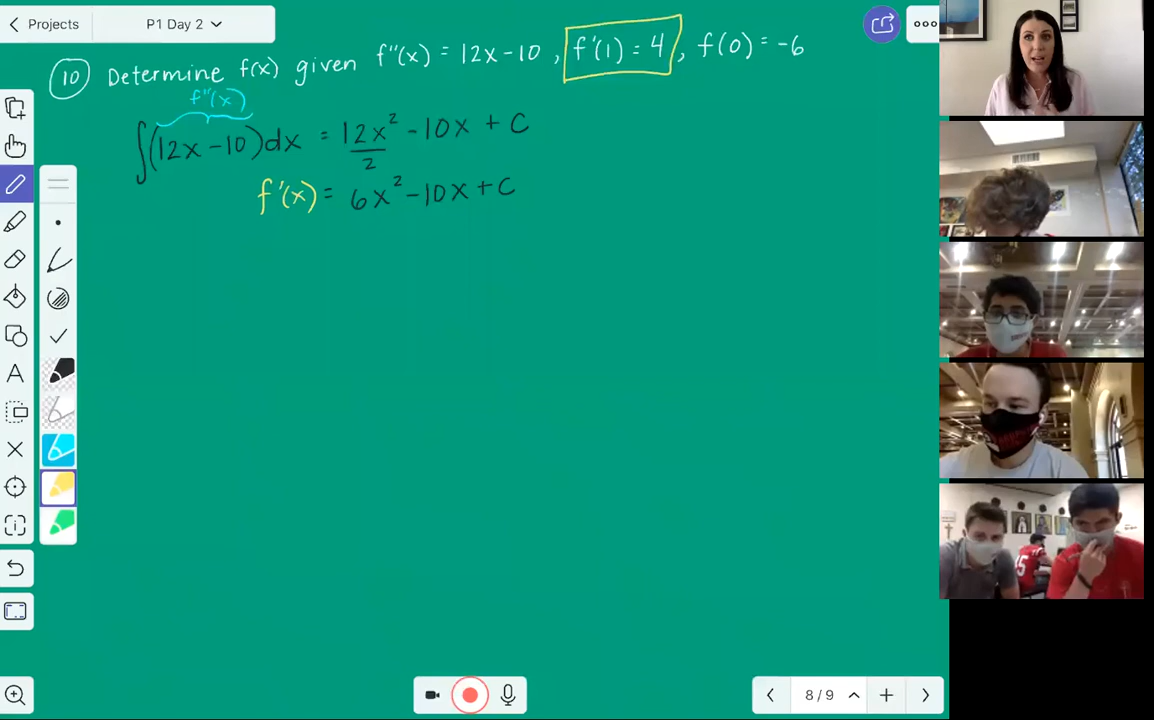 Projects
P1 Day 2
10 Determine f(x) given f''(x) = 12x-10, f'(1) = 4, f(0) = -6
f''(x)
∫(12x-10)dx = 12x²/2 - 10x + C
f'(x) = 6x² - 10x + C
A
8/9